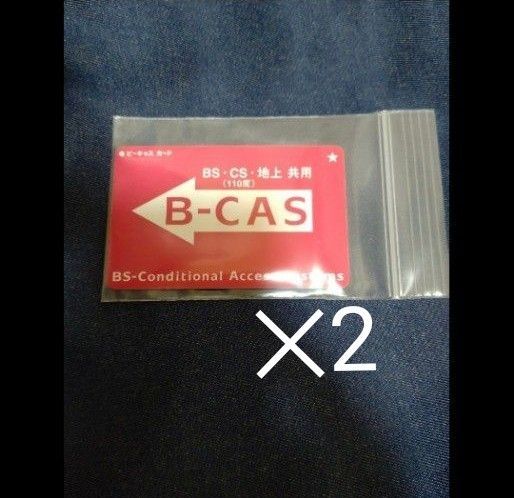 ● ビーキャス カード
★
BS・CS・地上 共用
(110度)
B-CAS
BS-Conditional Access Systems
×2